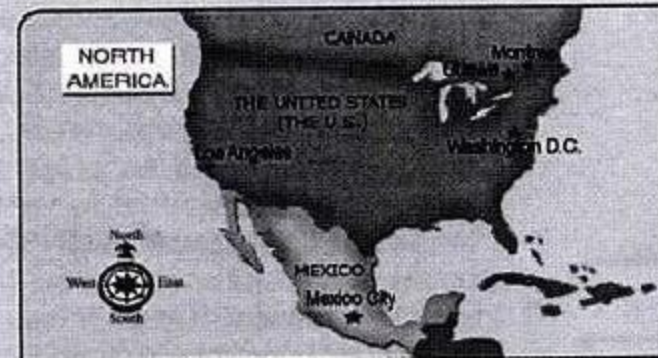 NORTH
AMERICA
CANADA
Montreal
Ottawa
THE UNITED STATES
(THE U.S.)
Los Angeles
Washington D.C.
North
West
East
South
MEXICO
Mexico City